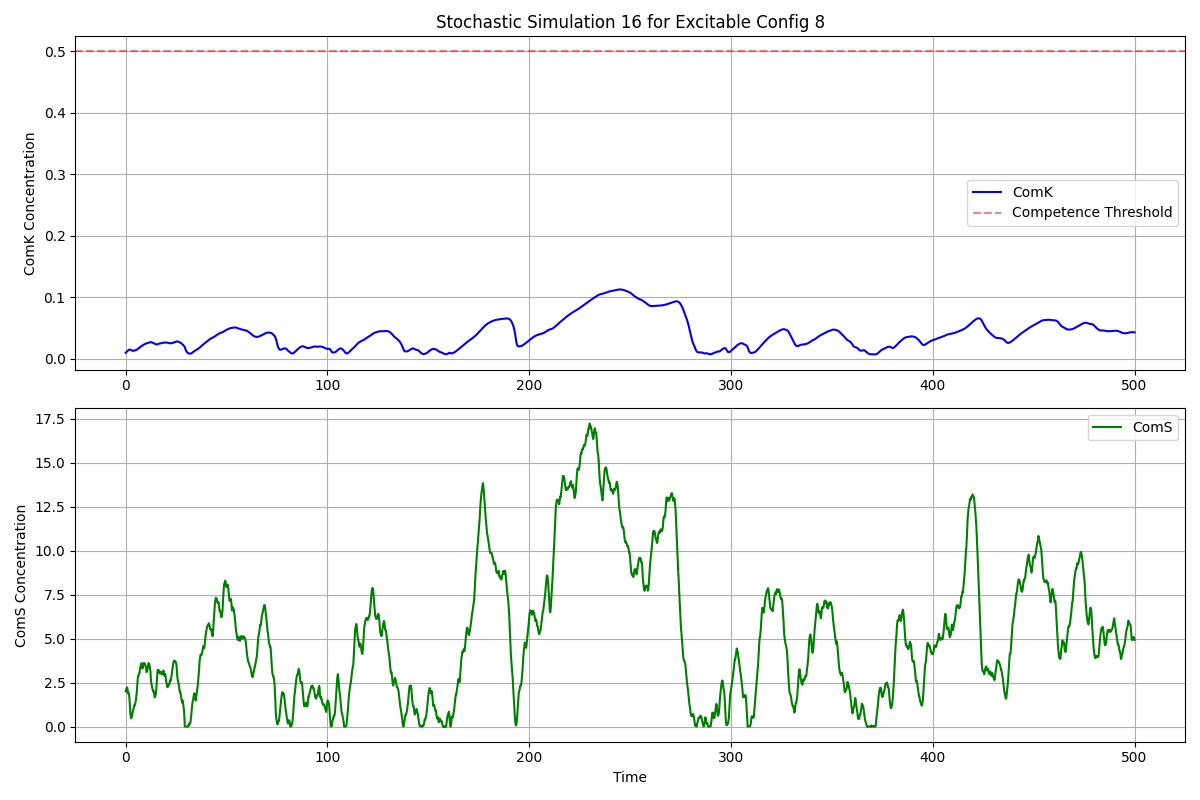 Stochastic Simulation 16 for Excitable Config 8
ComK Concentration
0.5
0.4
0.3
0.2
0.1
0.0
ComK
Competence Threshold
0 100 200 300 400 500
ComS Concentration
17.5
15.0
12.5
10.0
7.5
5.0
2.5
0.0
ComS
0 100 200 300 400 500
Time